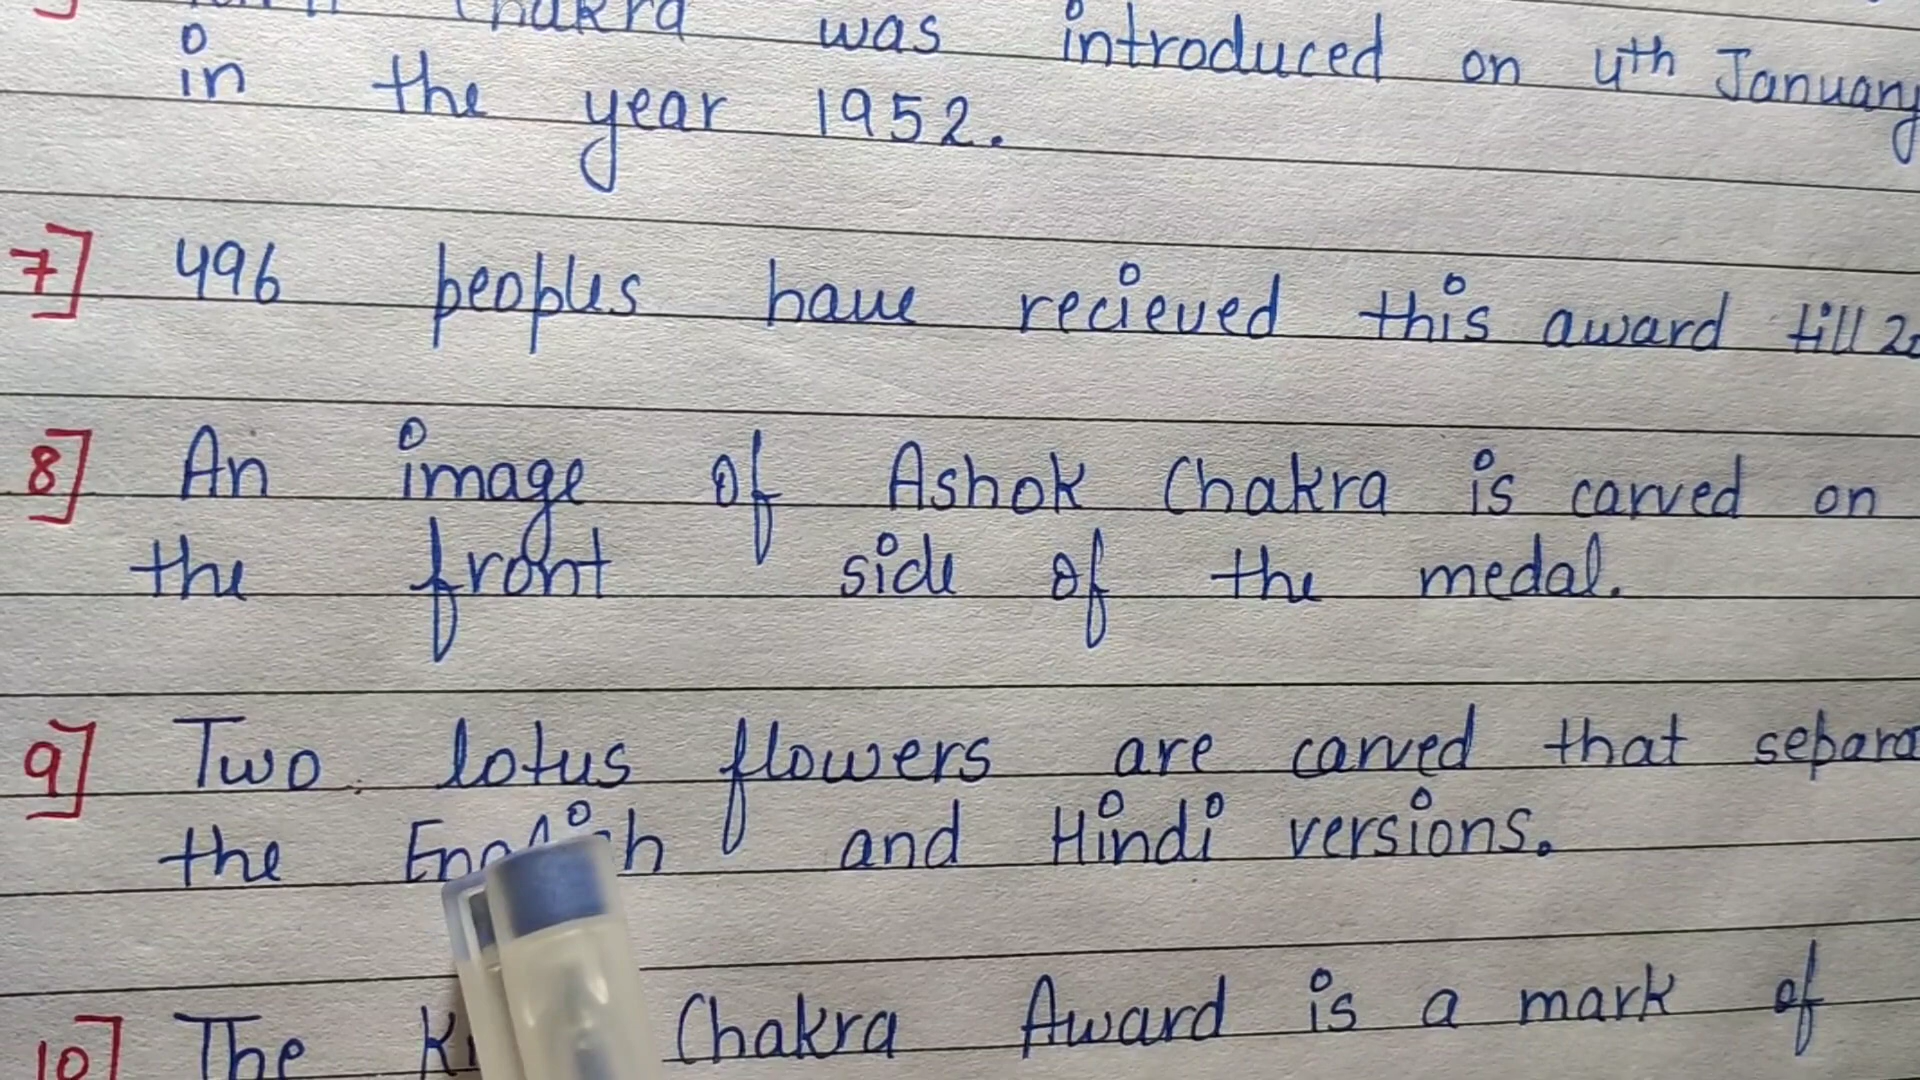 Chakra was introduced on 4th January
in the year 1952.
7] 496 peoples have recieved this award till
8] An image of Ashok Chakra is carved on
the front side of the medal.
9] Two lotus flowers are carved that
the English and Hindi versions.
10] The Chakra Award is a mark of